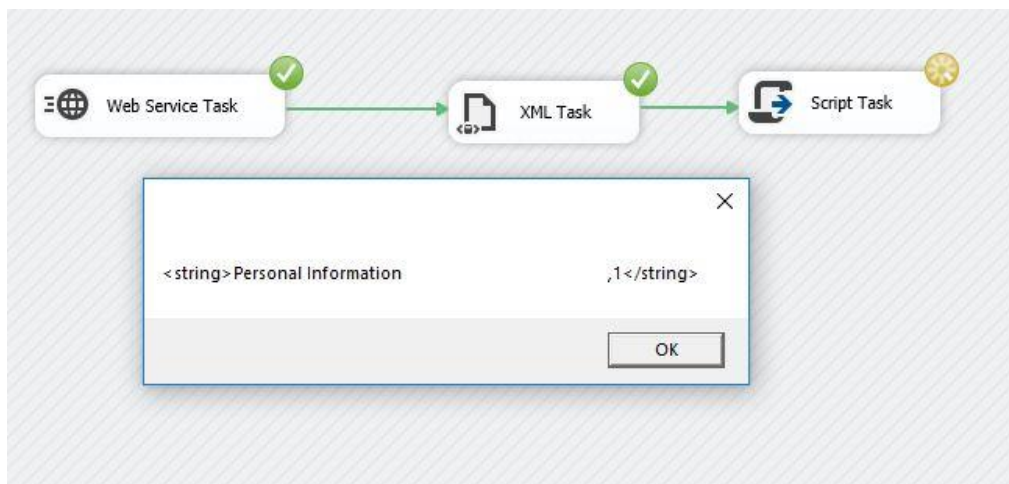 Web Service Task
XML Task
Script Task
<string>Personal Information ,1</string>
OK